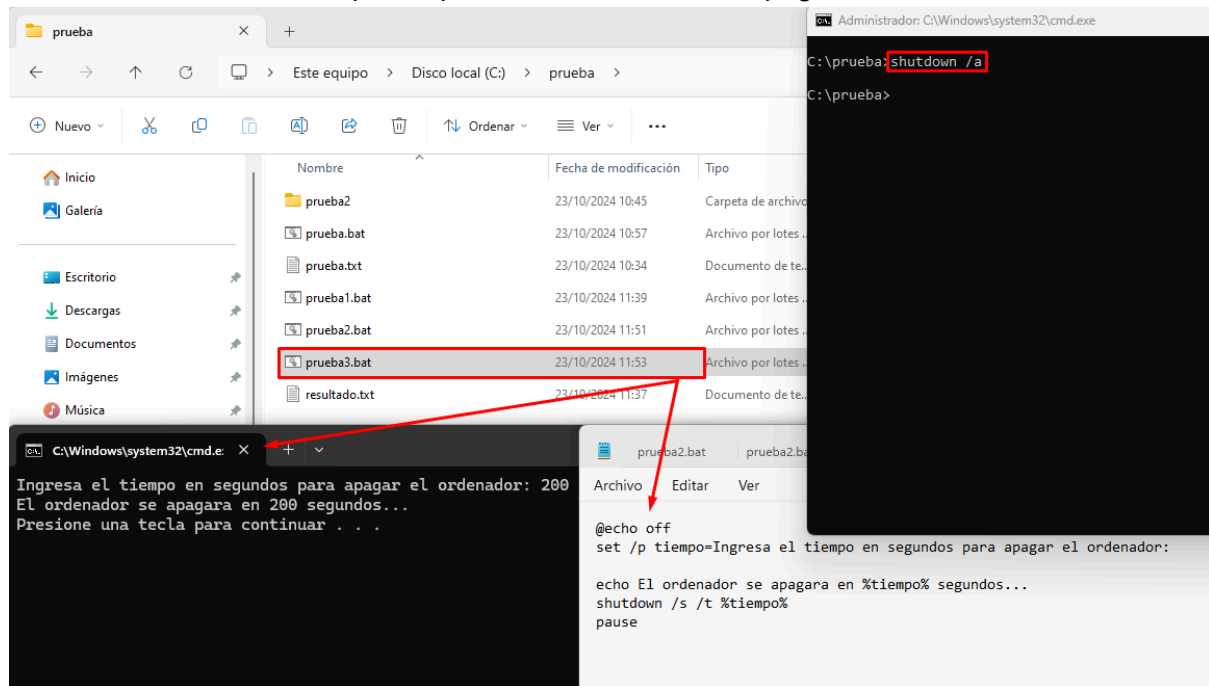 prueba
Este equipo > Disco local (C:) > prueba >
Nuevo
Ordenar
Ver
Inicio
Galería
Escritorio
Descargas
Documentos
Imágenes
Música
Nombre Fecha de modificación Tipo
prueba2 23/10/2024 10:45 Carpeta de archivo
prueba.bat 23/10/2024 10:57 Archivo por lotes ..
prueba.txt 23/10/2024 10:34 Documento de te..
prueba1.bat 23/10/2024 11:39 Archivo por lotes ..
prueba2.bat 23/10/2024 11:51 Archivo por lotes ..
prueba3.bat 23/10/2024 11:53 Archivo por lotes ..
resultado.txt 23/10/2024 11:37 Documento de te..
Administrador: C:\Windows\system32\cmd.exe
C:\prueba>shutdown /a
C:\prueba>
C:\Windows\system32\cmd.e:
Ingresa el tiempo en segundos para apagar el ordenador: 200
El ordenador se apagara en 200 segundos...
Presione una tecla para continuar . . .
prueba2.bat prueba2.ba
Archivo Editar Ver
@echo off
set /p tiempo=Ingresa el tiempo en segundos para apagar el ordenador:
echo El ordenador se apagara en %tiempo% segundos...
shutdown /s /t %tiempo%
pause